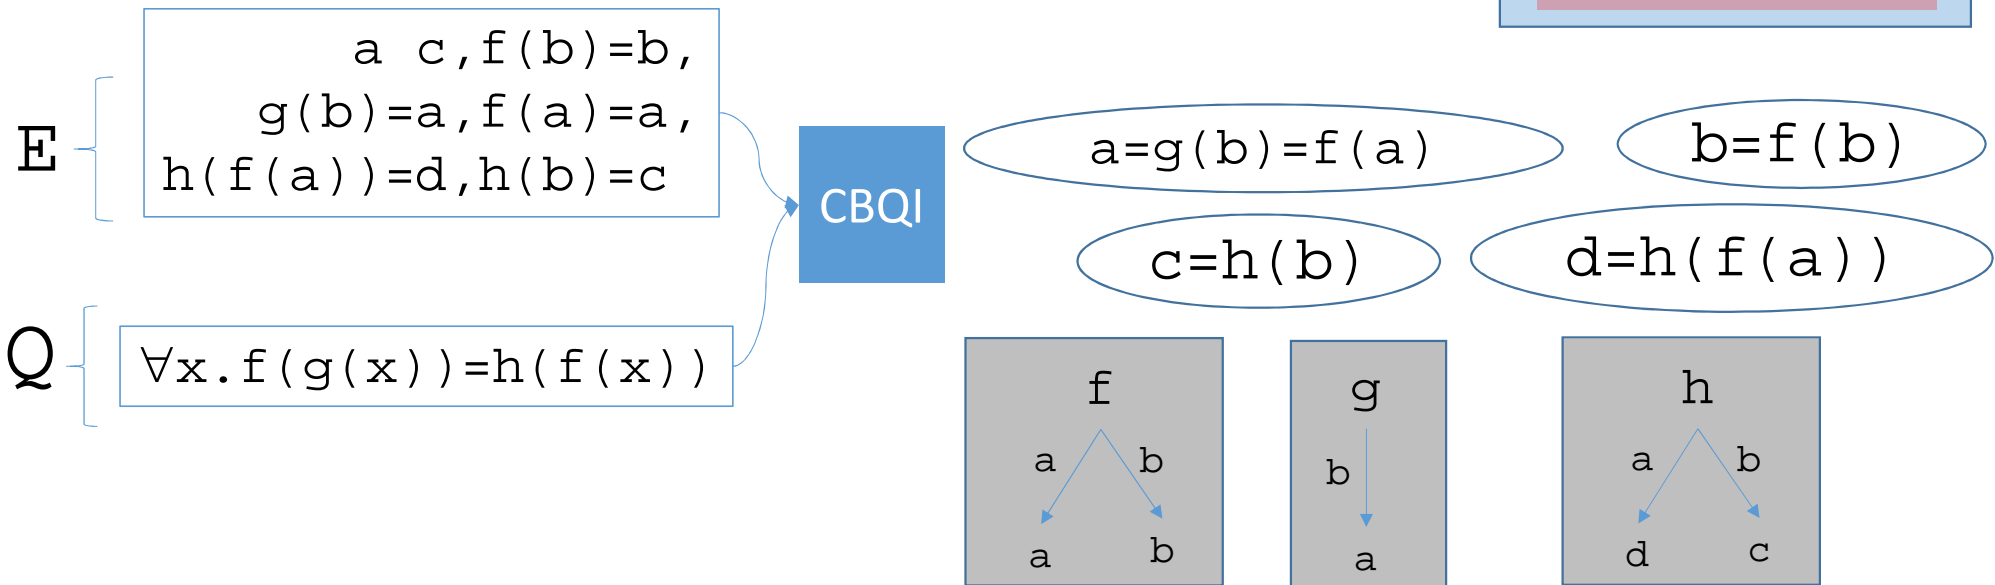 E
a c,f(b)=b,
g(b)=a,f(a)=a,
h(f(a))=d,h(b)=c
Q
∀x.f(g(x))=h(f(x))
CBQI
a=g(b)=f(a)
b=f(b)
c=h(b)
d=h(f(a))
f
a b
a b
g
b
a
h
a b
d c